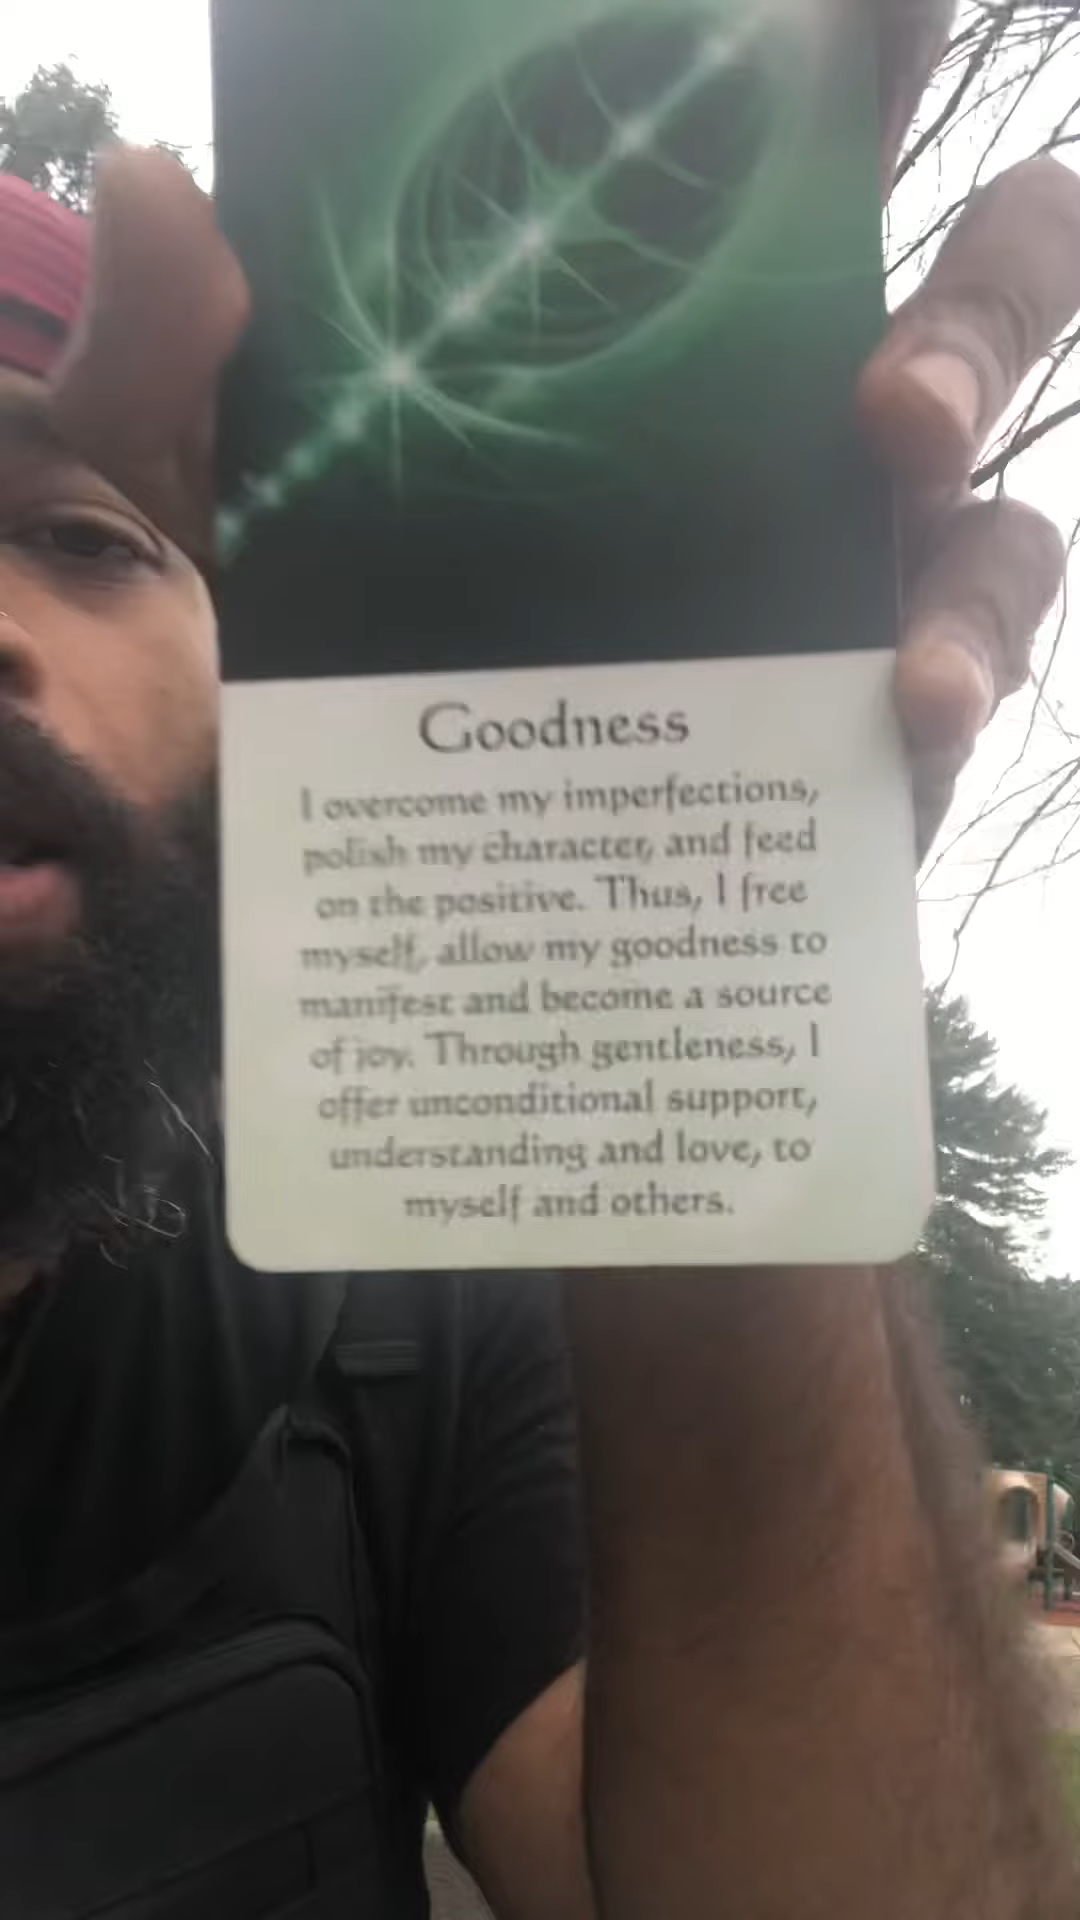 Goodness
I overcome my imperfections,
polish my character, and feed
on the positive. Thus, I free
myself, allow my goodness to
manifest and become a source
of joy. Through gentleness, I
offer unconditional support,
understanding and love, to
myself and others.